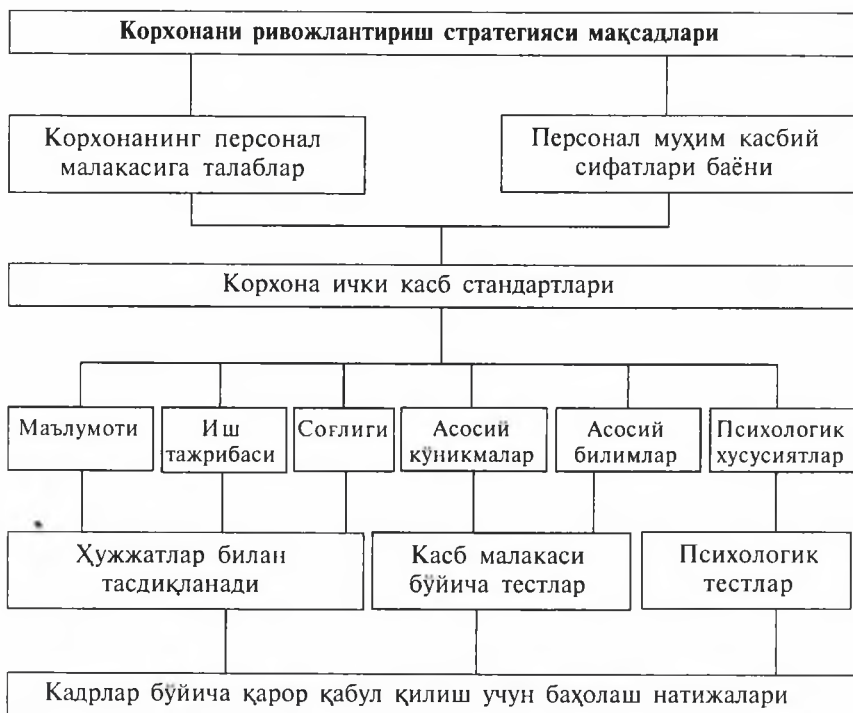 Корхонани ривожлантириш стратегияси мақсадлари
Корхонанинг персонал
малакасига талаблар
Персонал муҳим касбий
сифатлари баёни
Корхона ички касб стандартлари
Маълумоти
Иш
тажрибаси
Соғлиги
Асосий
кўникмалар
Асосий
билимлар
Психологик
хусусиятлар
Ҳужжатлар билан
тасдиқланади
Касб малакаси
бўйича тестлар
Психологик
тестлар
Кадрлар бўйича қарор қабул қилиш учун баҳолаш натижалари